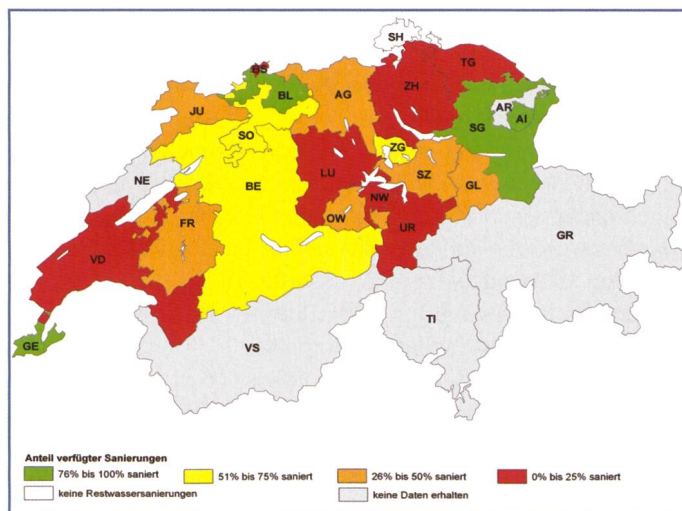 SH
BS
TG
BL
ZH
AG
JU
AR
AI
SG
SO
ZG
NE
LU
SZ
BE
GL
NW
FR
OW
UR
VD
GR
TI
VS
GE
Anteil verfügter Sanierungen
76% bis 100% saniert
51% bis 75% saniert
26% bis 50% saniert
0% bis 25% saniert
keine Restwassersanierungen
keine Daten erhalten